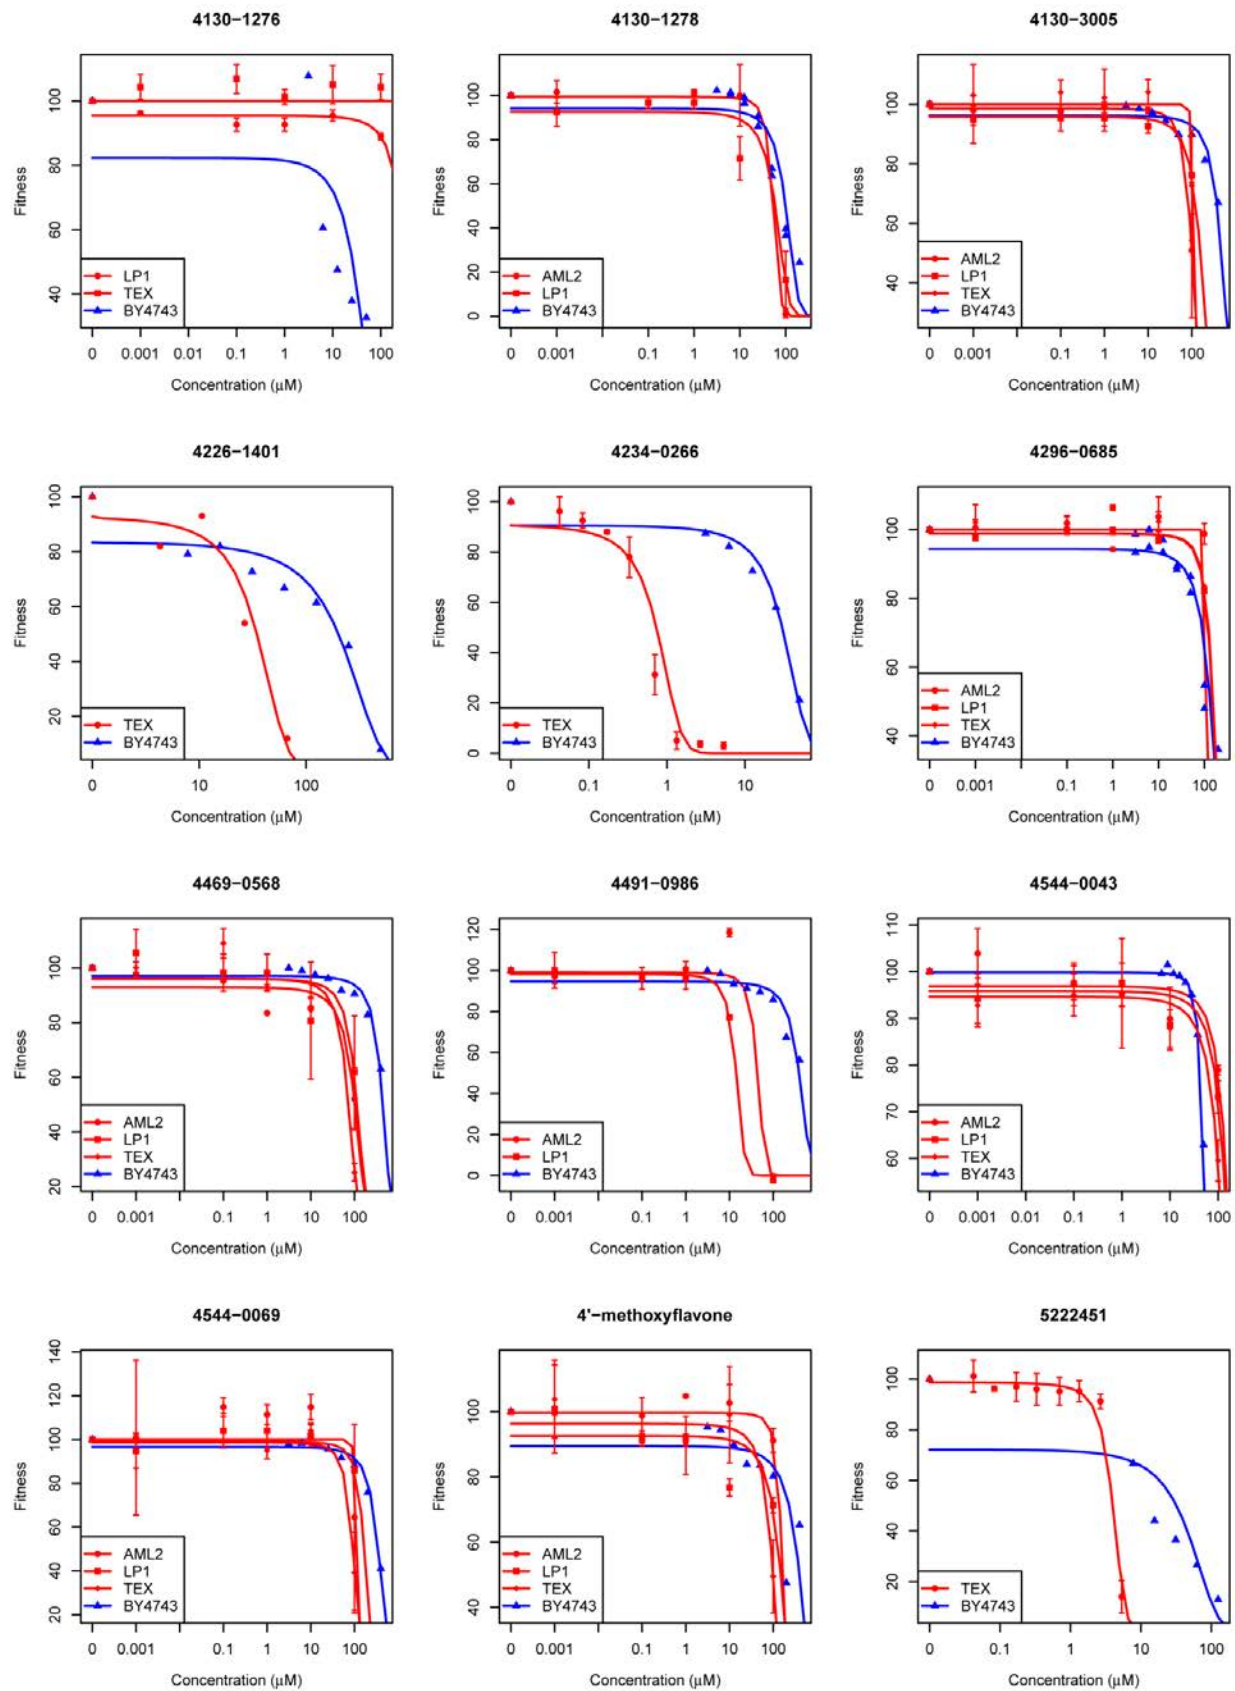 4130−1276
Fitness
100
80
60
40
LP1
TEX
BY4743
0 0.001 0.01 0.1 1 10 100
Concentration (μM)
4130−1278
Fitness
100
80
60
40
20
0
AML2
LP1
BY4743
0 0.001 0.1 1 10 100
Concentration (μM)
4130−3005
Fitness
100
80
60
40
AML2
LP1
TEX
BY4743
0 0.001 0.1 1 10 100
Concentration (μM)
4226−1401
Fitness
100
80
60
40
20
TEX
BY4743
0 10 100
Concentration (μM)
4234−0266
Fitness
100
80
60
40
20
0
TEX
BY4743
0 0.1 1 10
Concentration (μM)
4296−0685
Fitness
100
80
60
40
AML2
LP1
TEX
BY4743
0 0.001 0.1 1 10 100
Concentration (μM)
4469−0568
Fitness
100
80
60
40
20
AML2
LP1
TEX
BY4743
0 0.001 0.1 1 10 100
Concentration (μM)
4491−0986
Fitness
120
100
80
60
40
20
0
AML2
LP1
BY4743
0 0.001 0.1 1 10 100
Concentration (μM)
4544−0043
Fitness
110
100
90
80
70
60
AML2
LP1
TEX
BY4743
0 0.001 0.01 0.1 1 10 100
Concentration (μM)
4544−0069
Fitness
140
120
100
80
60
40
20
AML2
LP1
TEX
BY4743
0 0.001 0.1 1 10 100
Concentration (μM)
4'−methoxyflavone
Fitness
100
80
60
40
AML2
LP1
TEX
BY4743
0 0.001 0.1 1 10 100
Concentration (μM)
5222451
Fitness
100
80
60
40
20
TEX
BY4743
0 1 10 100
Concentration (μM)